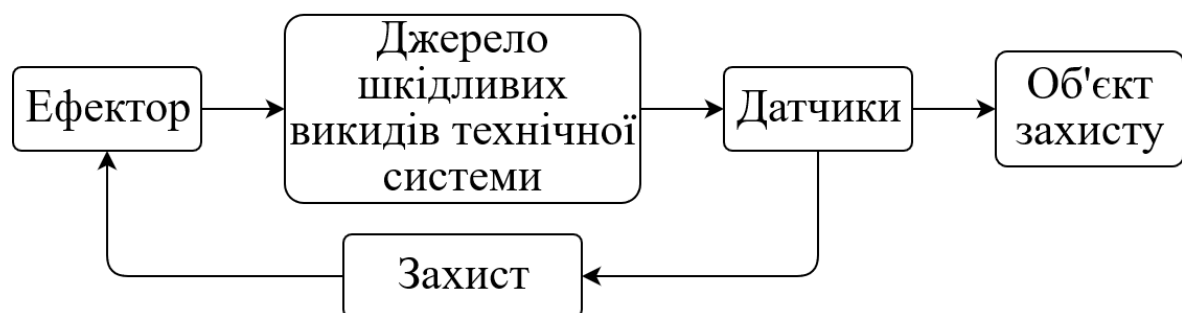 Ефектор
Джерело
шкідливих
викидів технічної
системи
Датчики
Об'єкт
захисту
Захист